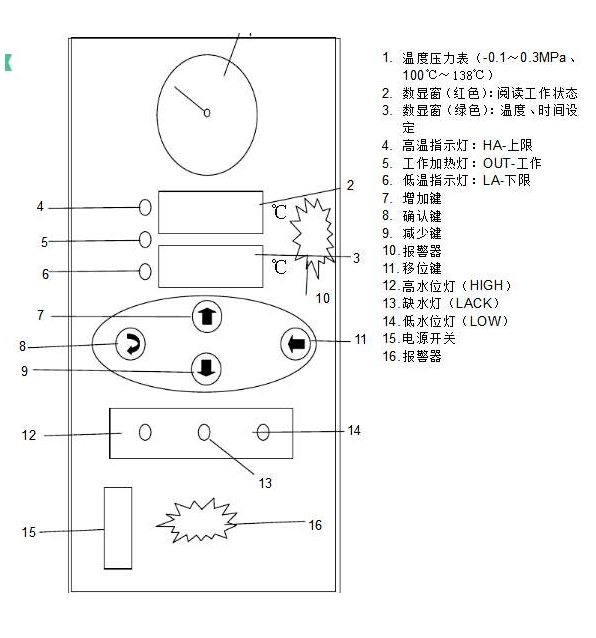 1. 温度压力表（-0.1～0.3MPa、
100℃～138℃）
2. 数显窗（红色）：阅读工作状态
3. 数显窗（绿色）：温度、时间设
定
4. 高温指示灯：HA-上限
5. 工作加热灯：OUT-工作
6. 低温指示灯：LA-下限
7. 增加键
8. 确认键
9. 减少键
10. 报警器
11. 移位键
12. 高水位灯（HIGH）
13. 缺水灯（LACK）
14. 低水位灯（LOW）
15. 电源开关
16. 报警器
2
4
℃
5
3
6
℃
10
7
11
8
9
12
14
13
16
15